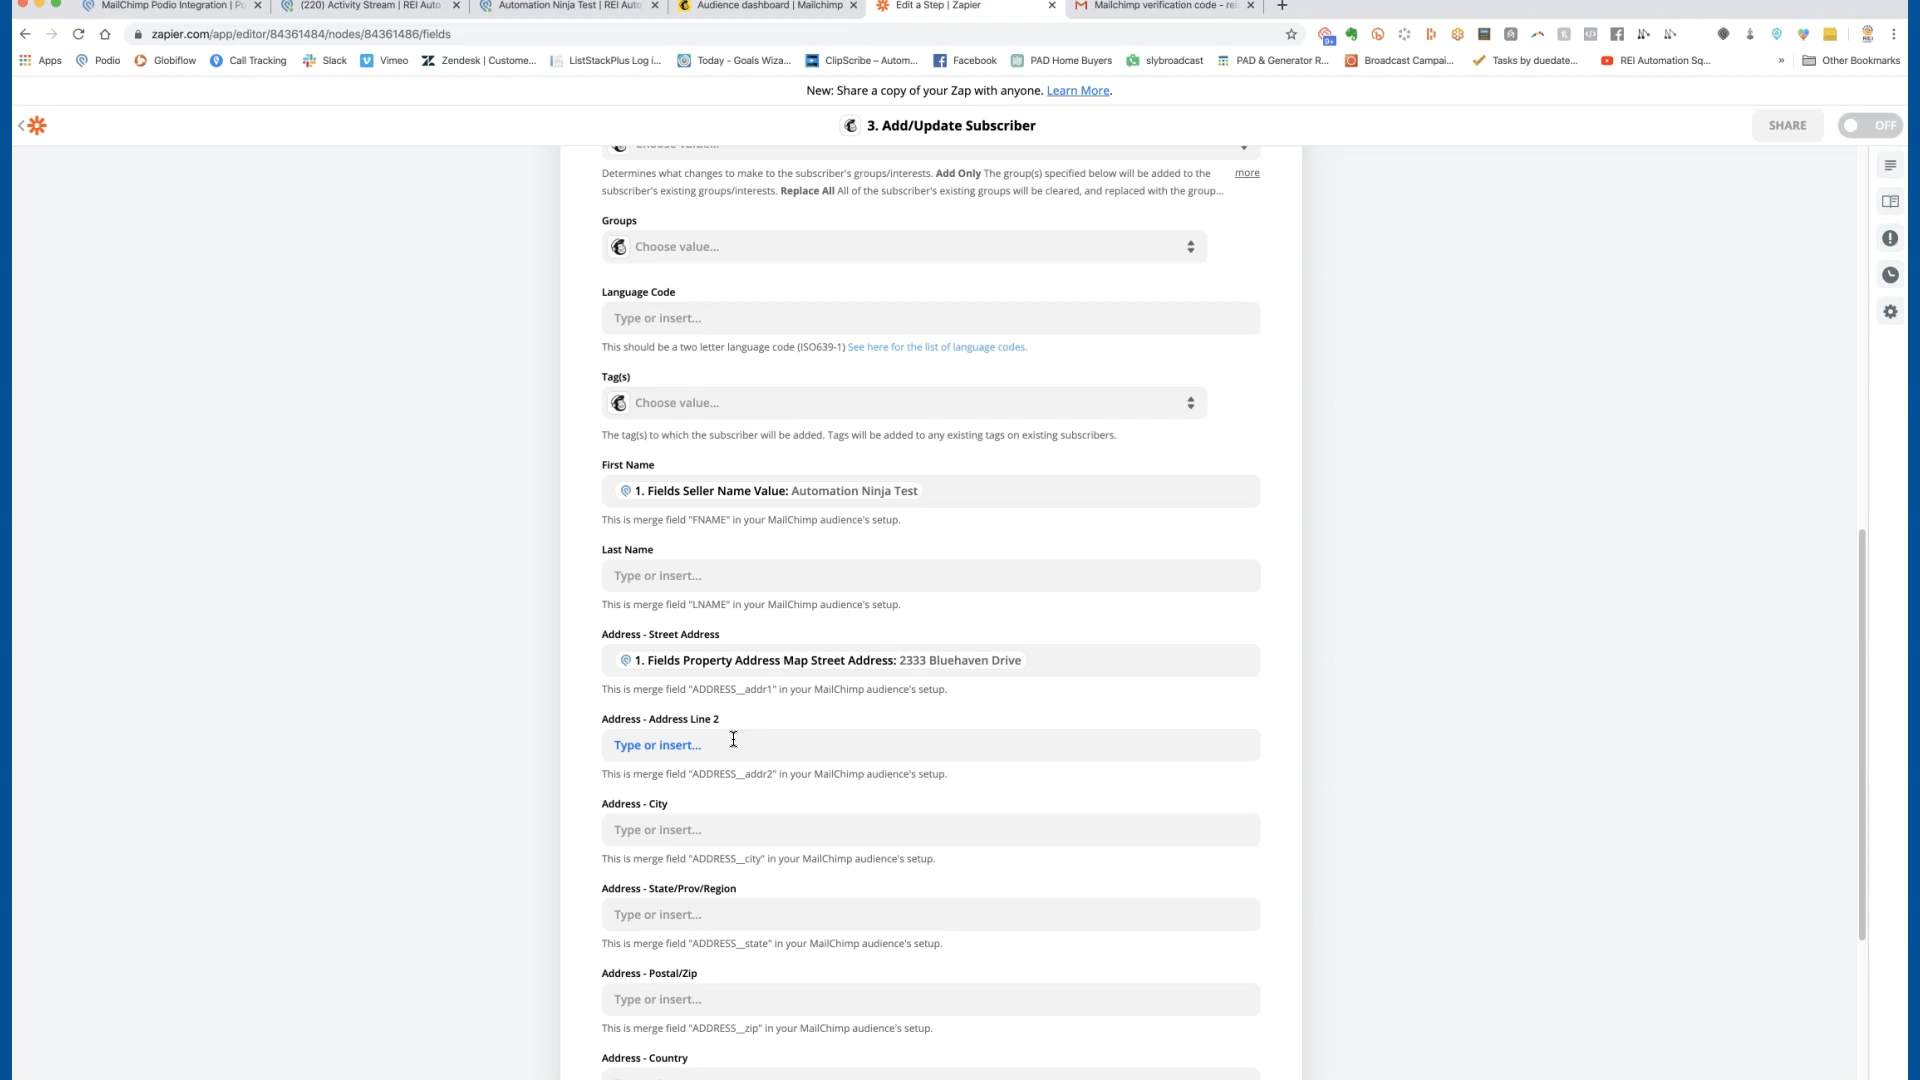 MailChimp Podio Integration | Po
(220) Activity Stream | REI Auto
Automation Ninja Test | REI Auto
Audience dashboard | Mailchimp
Edit a Step | Zapier
Mailchimp verification code - rei
zapier.com/app/editor/84361484/nodes/84361486/fields
9+
Apps
Podio
Globiflow
Call Tracking
Slack
Vimeo
Zendesk | Custome...
ListStackPlus Log i...
Today - Goals Wiza...
ClipScribe – Autom...
Facebook
PAD Home Buyers
slybroadcast
PAD & Generator R...
Broadcast Campai...
Tasks by duedate...
REI Automation Sq...
»
Other Bookmarks
New: Share a copy of your Zap with anyone. Learn More.
3. Add/Update Subscriber
SHARE
OFF
Choose value...
Determines what changes to make to the subscriber's groups/interests. Add Only The group(s) specified below will be added to the
more
subscriber's existing groups/interests. Replace All All of the subscriber's existing groups will be cleared, and replaced with the group...
Groups
Choose value...
Language Code
Type or insert...
This should be a two letter language code (ISO639-1) See here for the list of language codes.
Tag(s)
Choose value...
The tag(s) to which the subscriber will be added. Tags will be added to any existing tags on existing subscribers.
First Name
1. Fields Seller Name Value: Automation Ninja Test
This is merge field "FNAME" in your MailChimp audience's setup.
Last Name
Type or insert...
This is merge field "LNAME" in your MailChimp audience's setup.
Address - Street Address
1. Fields Property Address Map Street Address: 2333 Bluehaven Drive
This is merge field "ADDRESS__addr1" in your MailChimp audience's setup.
Address - Address Line 2
Type or insert...
This is merge field "ADDRESS__addr2" in your MailChimp audience's setup.
Address - City
Type or insert...
This is merge field "ADDRESS__city" in your MailChimp audience's setup.
Address - State/Prov/Region
Type or insert...
This is merge field "ADDRESS__state" in your MailChimp audience's setup.
Address - Postal/Zip
Type or insert...
This is merge field "ADDRESS__zip" in your MailChimp audience's setup.
Address - Country